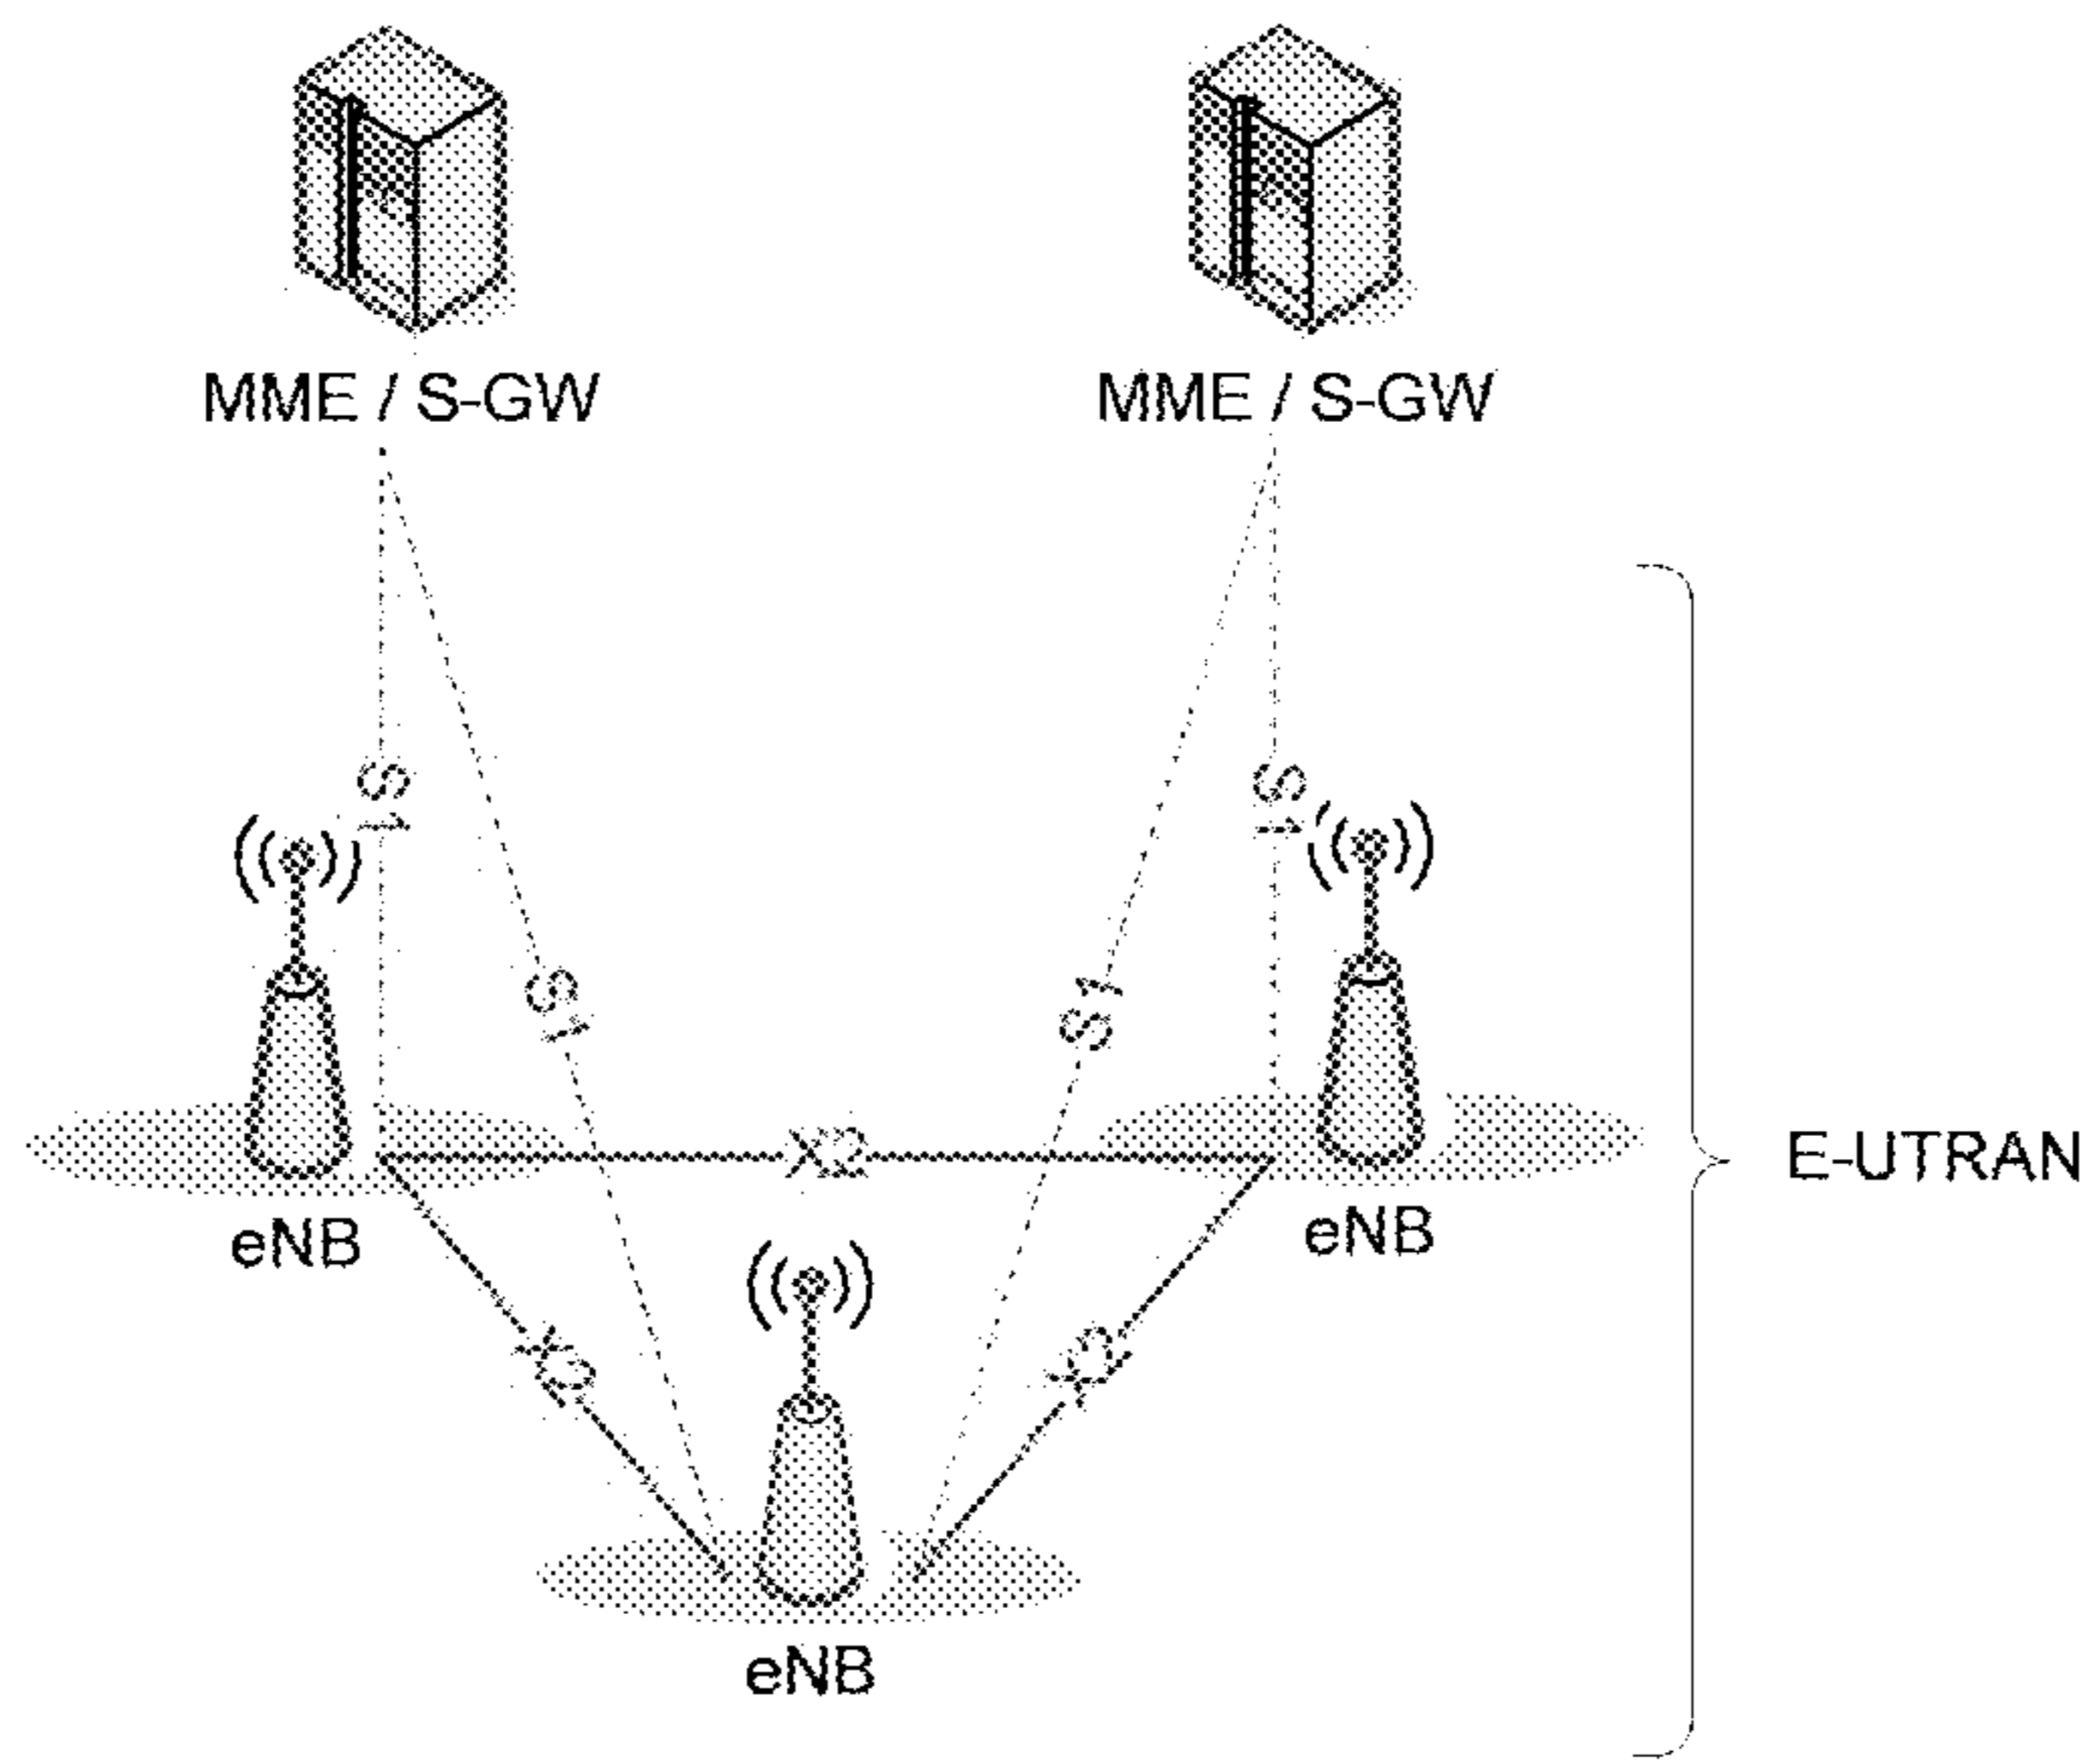 MME / S-GW
MME / S-GW
S1
S1
S1
S1
X2
E-UTRAN
eNB
eNB
X2
X2
eNB